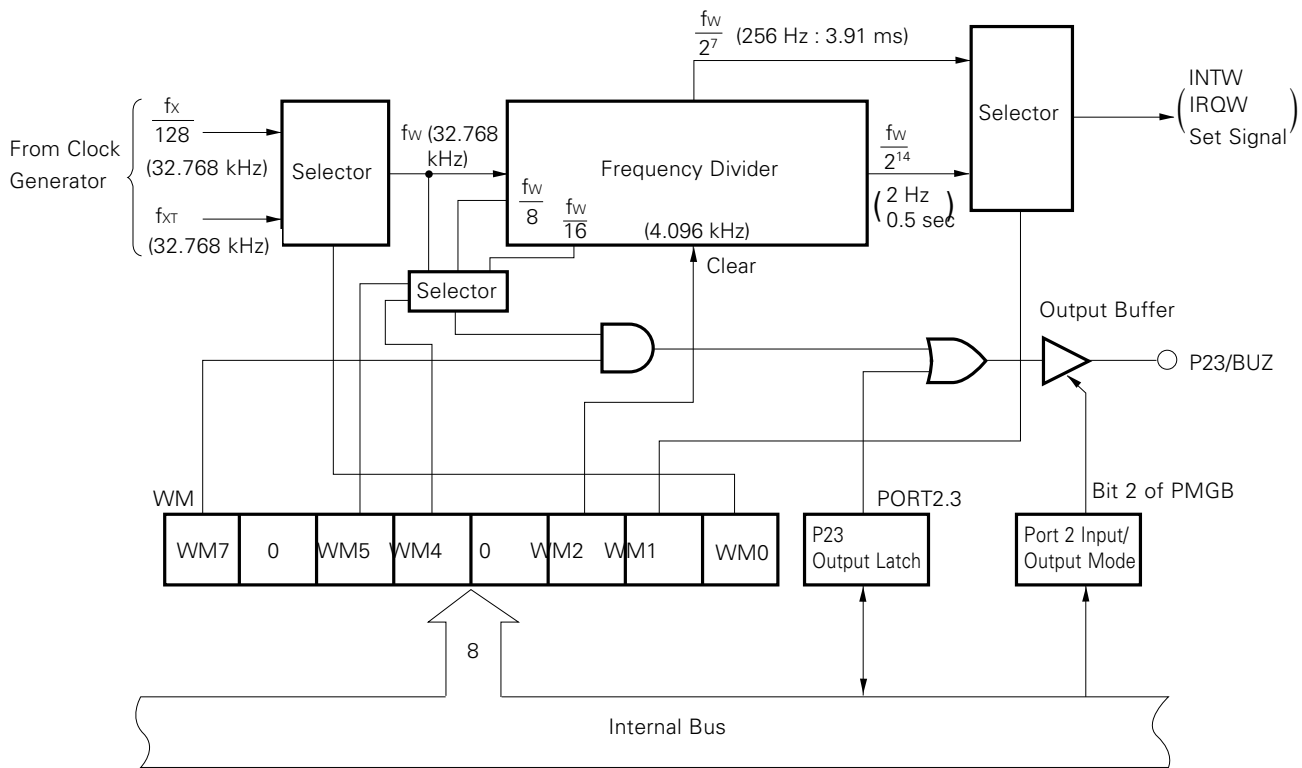 fW
2^7 (256 Hz : 3.91 ms)
From Clock
Generator
fX
128
(32.768 kHz)
fXT
(32.768 kHz)
Selector
fW (32.768
kHz)
Frequency Divider
fW
8
fW
16
(4.096 kHz)
fW
2^14
( 2 Hz
0.5 sec )
Selector
( INTW
IRQW
Set Signal )
Selector
Clear
Output Buffer
P23/BUZ
WM
PORT2.3
Bit 2 of PMGB
WM7 0 WM5 WM4 0 WM2 WM1 WM0
P23
Output Latch
Port 2 Input/
Output Mode
8
Internal Bus